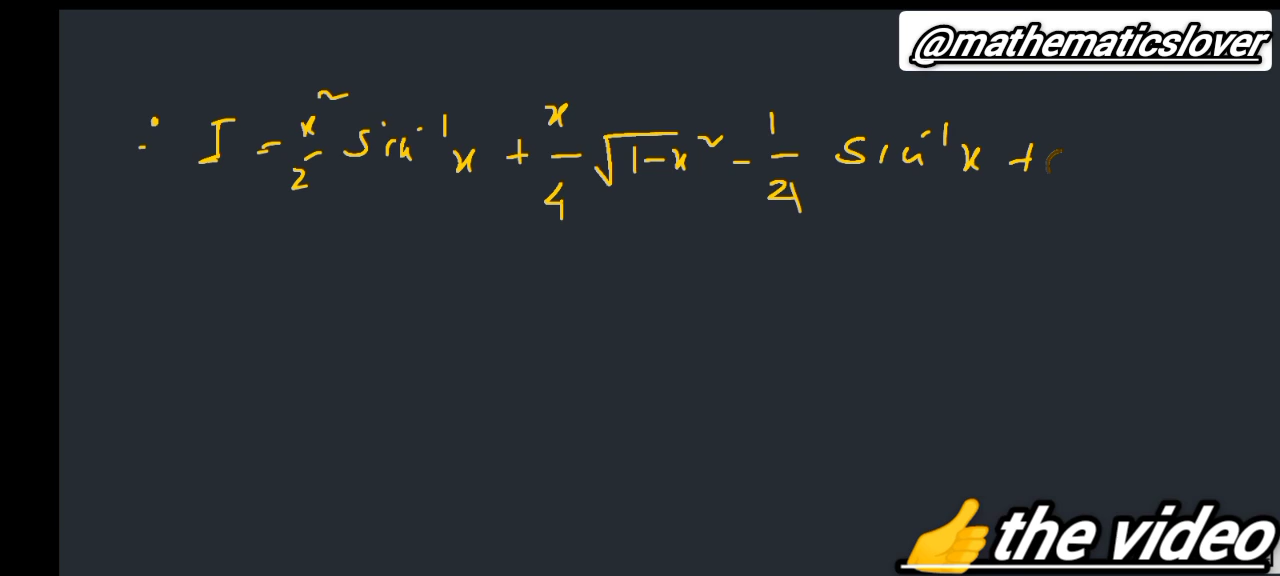 @mathematicslover
∴ I = x²/2 sin⁻¹x + x/4 √1-x² - 1/4 sin⁻¹x + c
the video